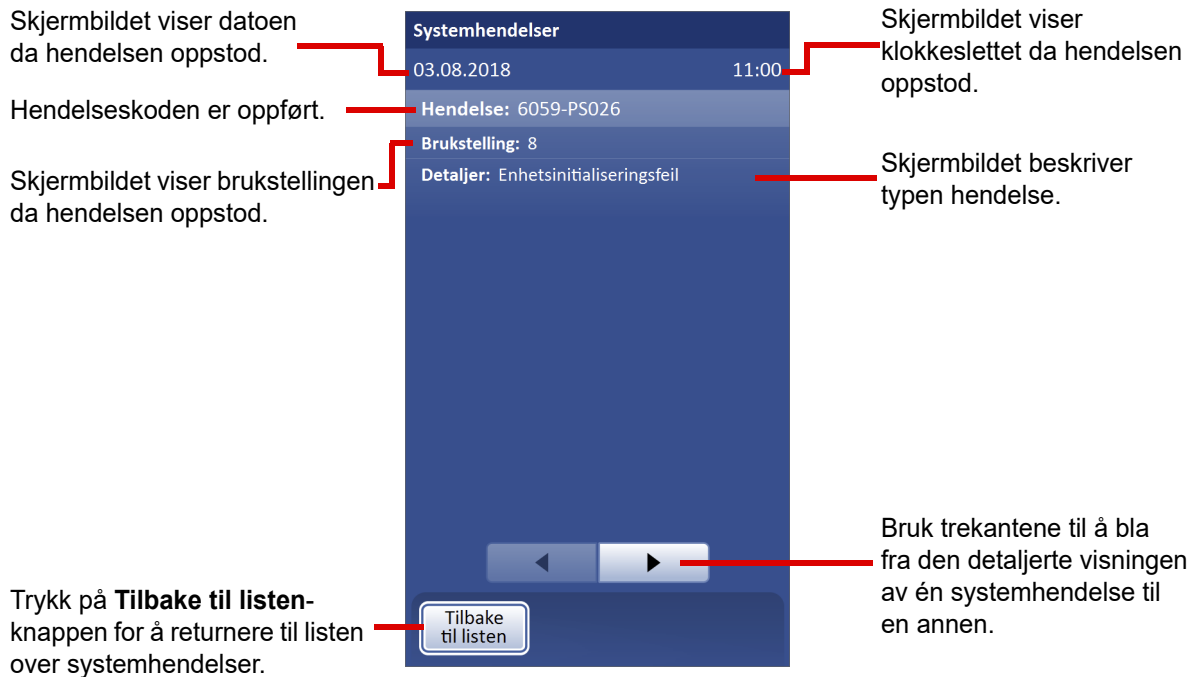 Skjermbildet viser datoen
da hendelsen oppstod.
Hendelseskoden er oppført.
Skjermbildet viser brukstellingen
da hendelsen oppstod.
Trykk på Tilbake til listen-
knappen for å returnere til listen
over systemhendelser.
Systemhendelser
03.08.2018 11:00
Hendelse: 6059-PS026
Brukstelling: 8
Detaljer: Enhetsinitialiseringsfeil
Tilbake
til listen
Skjermbildet viser
klokkeslettet da hendelsen
oppstod.
Skjermbildet beskriver
typen hendelse.
Bruk trekantene til å bla
fra den detaljerte visningen
av én systemhendelse til
en annen.